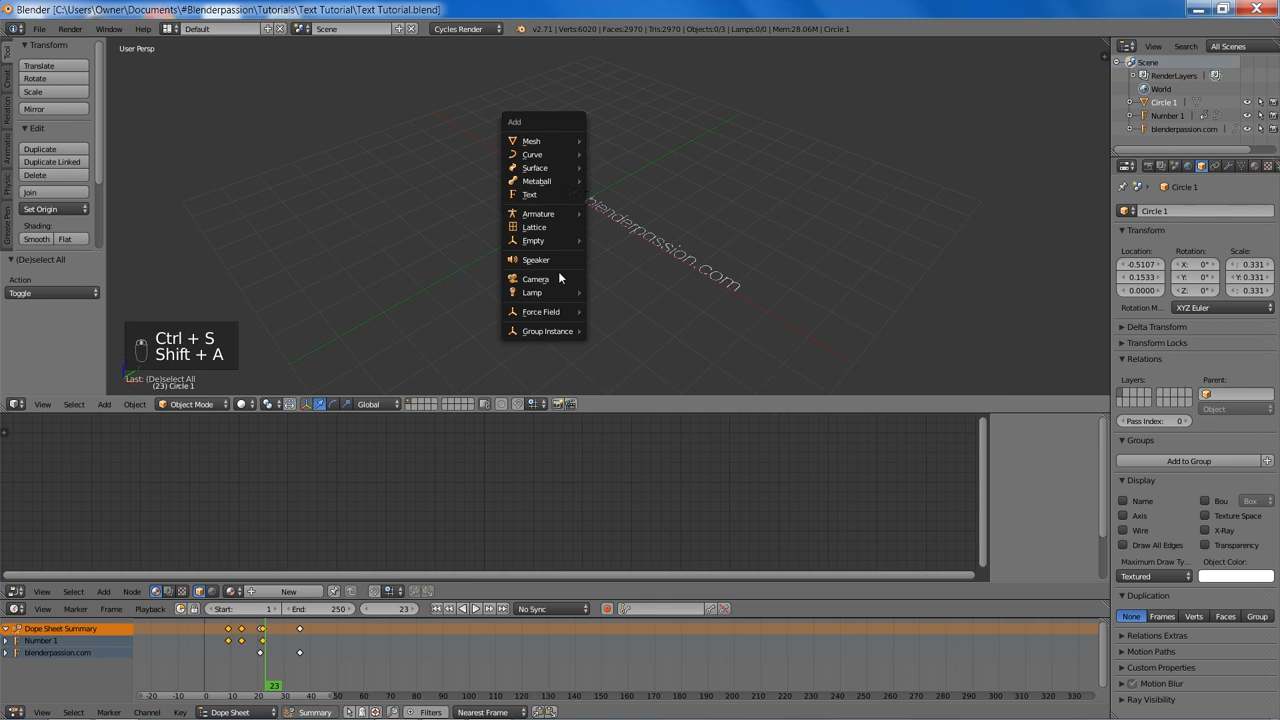 Blender [C:\Users\Owner\Documents\#Blenderpassion\Tutorials\Text Tutorial\Text Tutorial.blend]
File Render Window Help Default Scene Cycles Render v2.71 | Verts:6020 | Faces:2970 | Tris:2970 | Objects:0/3 | Lamps:0/0 | Mem:28.06M | Circle 1
View Search All Scenes
Transform
Translate
Rotate
Scale
Mirror
Edit
Duplicate
Duplicate Linked
Delete
Join
Set Origin
Shading:
Smooth Flat
(De)select All
Action
Toggle
Tool
Creat
Relation
Animatio
Physic
Grease Pen
User Persp
Add
Mesh
Curve
Surface
Metaball
Text
Armature
Lattice
Empty
Speaker
Camera
Lamp
Force Field
Group Instance
blenderpassion.com
Ctrl + S
Shift + A
Last: (De)select All
(23) Circle 1
View Select Add Object Object Mode Global
Scene
RenderLayers
World
Circle 1
Number 1
blenderpassion.com
Circle 1
Circle 1
Transform
Location: Rotation: Scale:
-0.5107 X: 0° 0.331
0.1533 Y: 0° 0.331
0.0000 Z: 0° : 0.331
Rotation M... XYZ Euler
Delta Transform
Transform Locks
Relations
Layers: Parent:
Object
Pass Index: 0
Groups
Add to Group
Display
Name Bou Box
Axis Texture Space
Wire X-Ray
Draw All Edges Transparency
Maximum Draw Ty... Object Color:
Textured
Duplication
None Frames Verts Faces Group
Relations Extras
Motion Paths
Custom Properties
Motion Blur
Ray Visibility
View Select Add Node New
View Marker Frame Playback Start: 1 End: 250 23 No Sync
Dope Sheet Summary
Number 1
blenderpassion.com
23
-20 -10 0 10 20 30 40 50 60 70 80 90 100 110 120 130 140 150 160 170 180 190 200 210 220 230 240 250 260 270 280 290 300 310 320 330
View Select Marker Channel Key Dope Sheet Summary Filters Nearest Frame